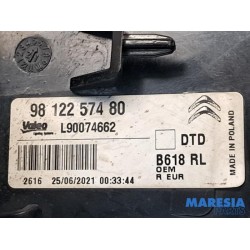 98 122 574 80
Valeo
L90074662
DTD
B618 RL
OEM
R EUR
2616 25/06/2021 00:33:44
MADE IN POLAND
MARESIA